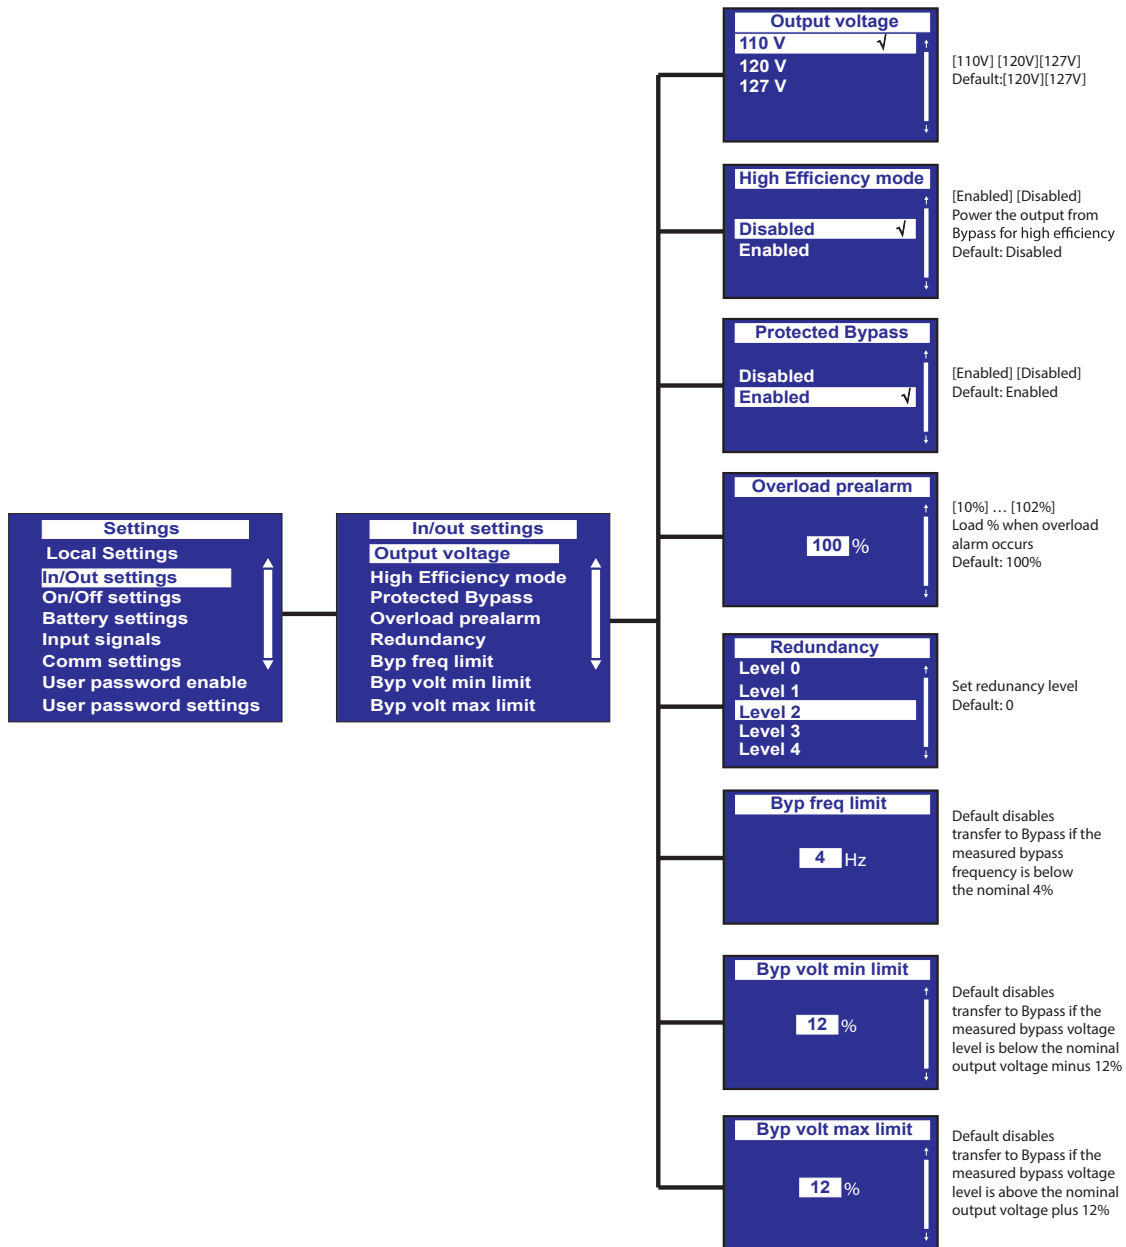 Settings
Local Settings
In/Out settings
On/Off settings
Battery settings
Input signals
Comm settings
User password enable
User password settings
In/out settings
Output voltage
High Efficiency mode
Protected Bypass
Overload prealarm
Redundancy
Byp freq limit
Byp volt min limit
Byp volt max limit
Output voltage
110 V √
120 V
127 V
[110V] [120V][127V]
Default:[120V][127V]
High Efficiency mode
Disabled √
Enabled
[Enabled] [Disabled]
Power the output from
Bypass for high efficiency
Default: Disabled
Protected Bypass
Disabled
Enabled √
[Enabled] [Disabled]
Default: Enabled
Overload prealarm
100 %
[10%] … [102%]
Load % when overload
alarm occurs
Default: 100%
Redundancy
Level 0
Level 1
Level 2
Level 3
Level 4
Set redunancy level
Default: 0
Byp freq limit
4 Hz
Default disables
transfer to Bypass if the
measured bypass
frequency is below
the nominal 4%
Byp volt min limit
12 %
Default disables
transfer to Bypass if the
measured bypass voltage
level is below the nominal
output voltage minus 12%
Byp volt max limit
12 %
Default disables
transfer to Bypass if the
measured bypass voltage
level is above the nominal
output voltage plus 12%